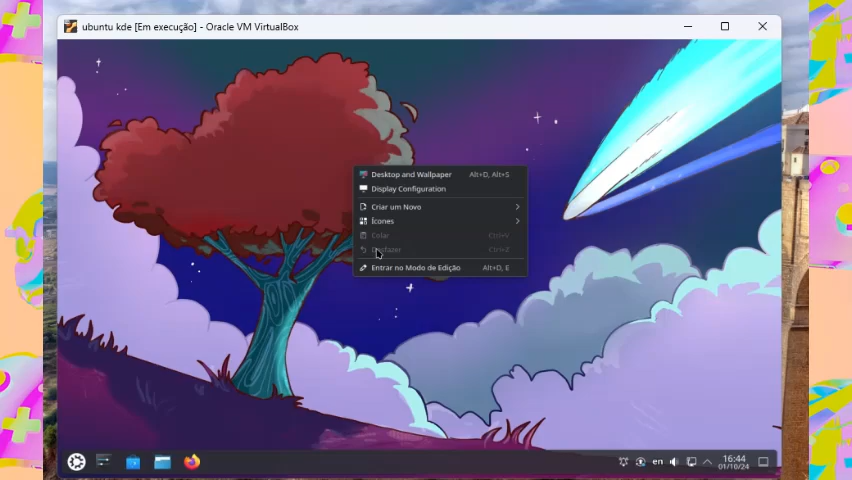 ubuntu kde [Em execução] - Oracle VM VirtualBox
Desktop and Wallpaper Alt+D, Alt+S
Display Configuration
Criar um Novo
Ícones
Colar Ctrl+V
Desfazer Ctrl+Z
Entrar no Modo de Edição Alt+D, E
en
16:44
01/10/24